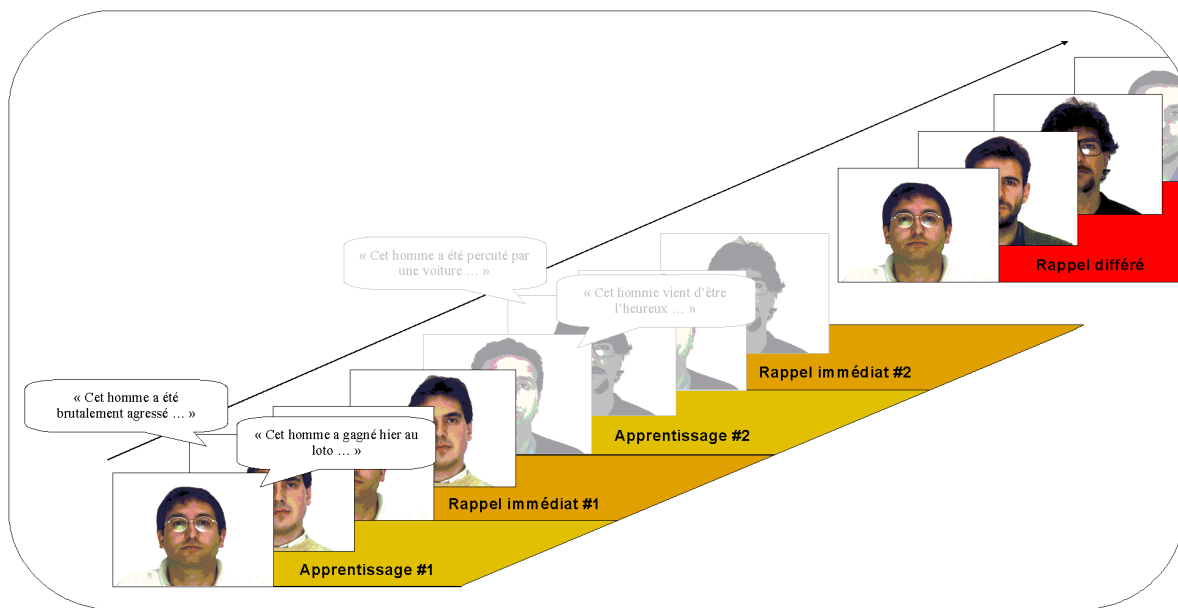 « Cet homme a été percuté par
une voiture … »
« Cet homme vient d’être
l’heureux … »
Rappel différé
Rappel immédiat #2
« Cet homme a été
brutalement agressé … »
« Cet homme a gagné hier au
loto … »
Apprentissage #2
Rappel immédiat #1
Apprentissage #1